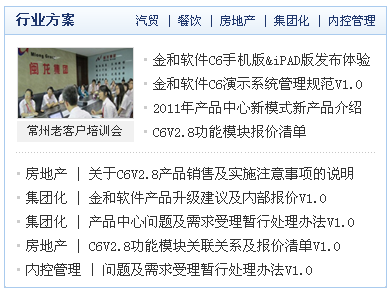 行业方案 汽贸 | 餐饮 | 房地产 | 集团化 | 内控管理
金和软件C6手机版&iPAD版发布体验
金和软件C6演示系统管理规范V1.0
2011年产品中心新模式新产品介绍
C6V2.8功能模块报价清单
常州老客户培训会
房地产 | 关于C6V2.8产品销售及实施注意事项的说明
集团化 | 金和软件产品升级建议及内部报价V1.0
集团化 | 产品中心问题及需求受理暂行处理办法V1.0
房地产 | C6V2.8功能模块关联关系及报价清单V1.0
内控管理 | 问题及需求受理暂行处理办法V1.0